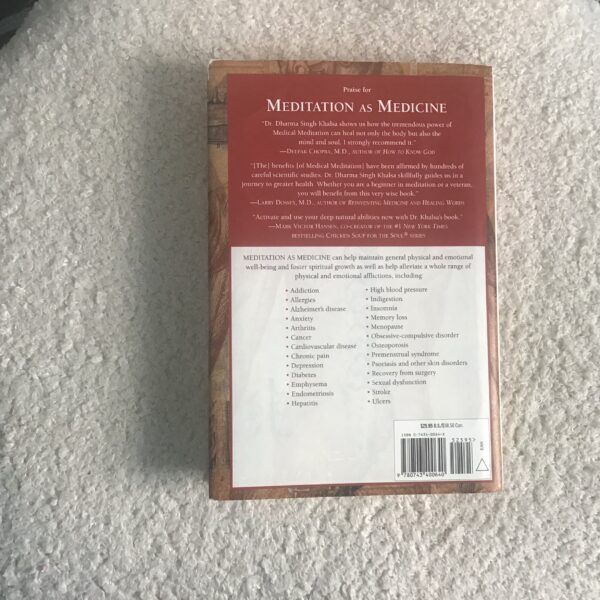 Praise for
MEDITATION AS MEDICINE
"Dr. Dharma Singh Khalsa shows us how the tremendous power of
Medical Meditation can heal not only the body but also the
mind and soul. I strongly recommend it."
—DEEPAK CHOPRA, M.D., AUTHOR OF HOW TO KNOW GOD
"[The] benefits [of Medical Meditation] have been affirmed by hundreds of
careful scientific studies. Dr. Dharma Singh Khalsa skillfully guides us in a
journey to greater health. Whether you are a beginner in meditation or a veteran,
you will benefit from this very wise book."
—LARRY DOSSEY, M.D., AUTHOR OF REINVENTING MEDICINE AND HEALING WORDS
"Activate and use your deep natural abilities now with Dr. Khalsa's book."
—MARK VICTOR HANSEN, CO-CREATOR OF THE #1 NEW YORK TIMES
BESTSELLING CHICKEN SOUP FOR THE SOUL® SERIES
MEDITATION AS MEDICINE can help maintain general physical and emotional
well-being and foster spiritual growth as well as help alleviate a whole range of
physical and emotional afflictions, including:
• Addiction
• Allergies
• Alzheimer's disease
• Anxiety
• Arthritis
• Cancer
• Cardiovascular disease
• Chronic pain
• Depression
• Diabetes
• Emphysema
• Endometriosis
• Hepatitis
• High blood pressure
• Indigestion
• Insomnia
• Memory loss
• Menopause
• Obsessive-compulsive disorder
• Osteoporosis
• Premenstrual syndrome
• Psoriasis and other skin disorders
• Recovery from surgery
• Sexual dysfunction
• Stroke
• Ulcers
ISBN 0-7434-0064-X
52595
9 780743 400640